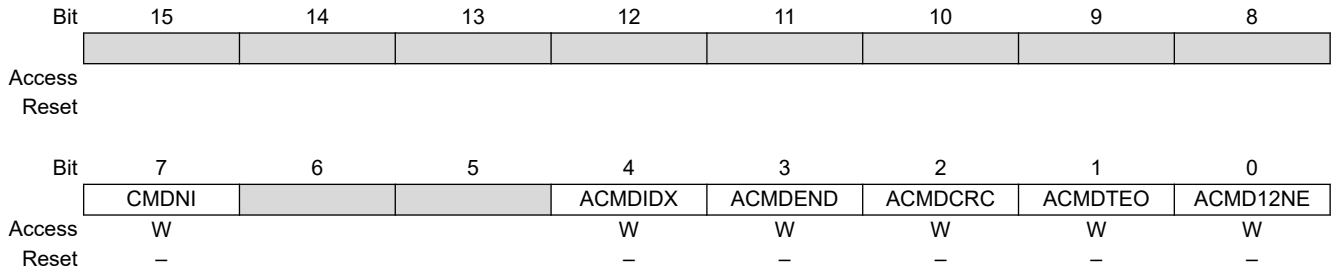 Bit 15 14 13 12 11 10 9 8
Access
Reset
Bit 7 6 5 4 3 2 1 0
CMDNI ACMDIDX ACMDEND ACMDCRC ACMDTEO ACMD12NE
Access W W W W W W
Reset – – – – – –